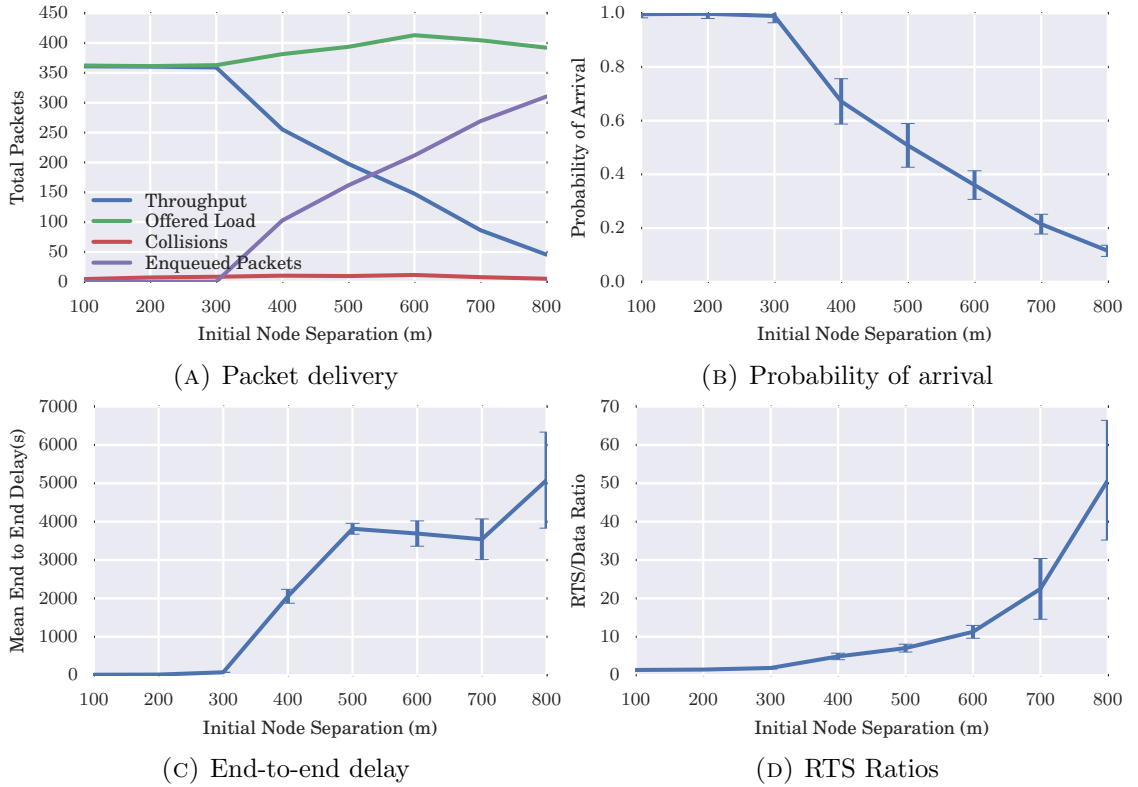 450
400
350
300
250
200
150
100
50
0
Total Packets
Throughput
Offered Load
Collisions
Enqueued Packets
100 200 300 400 500 600 700 800
Initial Node Separation (m)
(A) Packet delivery
1.0
0.8
0.6
0.4
0.2
0.0
Probability of Arrival
100 200 300 400 500 600 700 800
Initial Node Separation (m)
(B) Probability of arrival
7000
6000
5000
4000
3000
2000
1000
0
Mean End to End Delay(s)
100 200 300 400 500 600 700 800
Initial Node Separation (m)
(C) End-to-end delay
70
60
50
40
30
20
10
0
RTS/Data Ratio
100 200 300 400 500 600 700 800
Initial Node Separation (m)
(D) RTS Ratios